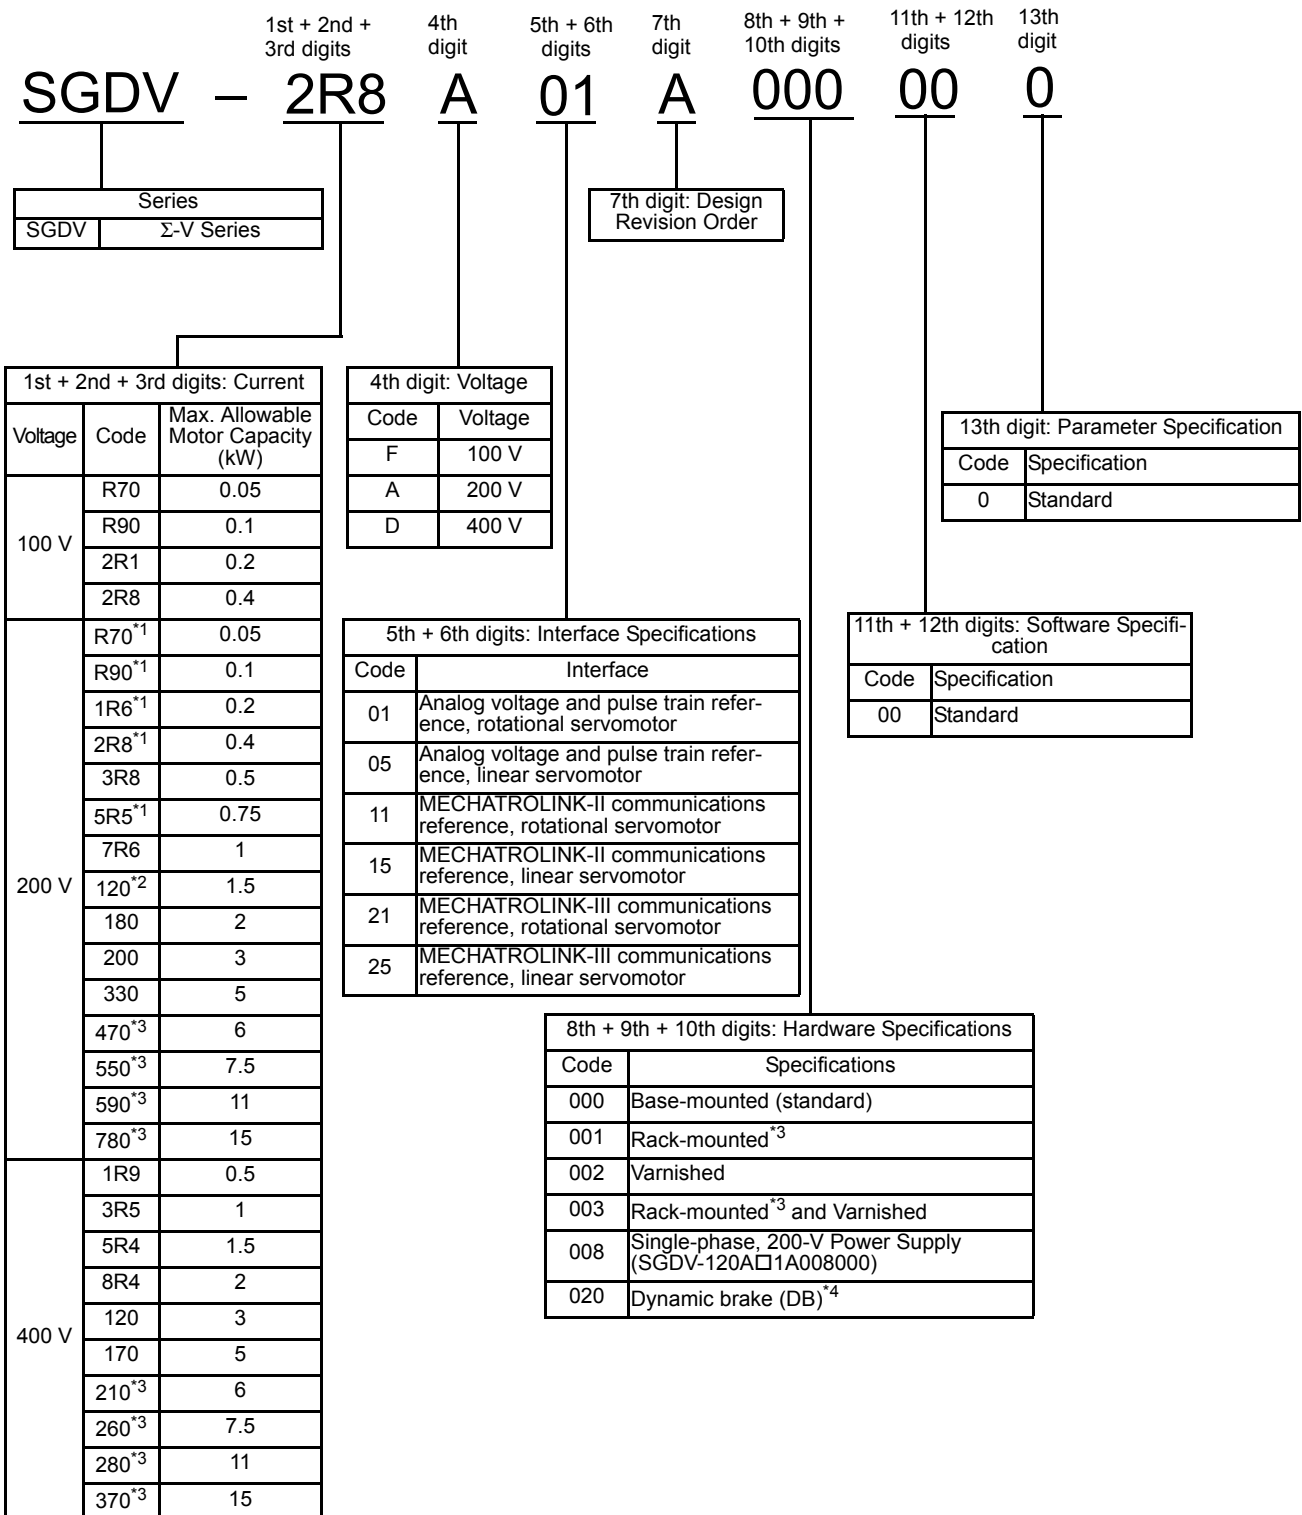 1st + 2nd +
3rd digits
4th
digit
5th + 6th
digits
7th
digit
8th + 9th +
10th digits
11th + 12th
digits
13th
digit
SGDV – 2R8 A 01 A 000 00 0
Series
SGDV Σ-V Series
7th digit: Design
Revision Order
1st + 2nd + 3rd digits: Current
Voltage Code Max. Allowable
Motor Capacity
(kW)
100 V
R70 0.05
R90 0.1
2R1 0.2
2R8 0.4
200 V
R70*1 0.05
R90*1 0.1
1R6*1 0.2
2R8*1 0.4
3R8 0.5
5R5*1 0.75
7R6 1
120*2 1.5
180 2
200 3
330 5
470*3 6
550*3 7.5
590*3 11
780*3 15
400 V
1R9 0.5
3R5 1
5R4 1.5
8R4 2
120 3
170 5
210*3 6
260*3 7.5
280*3 11
370*3 15
4th digit: Voltage
Code Voltage
F 100 V
A 200 V
D 400 V
5th + 6th digits: Interface Specifications
Code Interface
01 Analog voltage and pulse train refer-
ence, rotational servomotor
05 Analog voltage and pulse train refer-
ence, linear servomotor
11 MECHATROLINK-II communications
reference, rotational servomotor
15 MECHATROLINK-II communications
reference, linear servomotor
21 MECHATROLINK-III communications
reference, rotational servomotor
25 MECHATROLINK-III communications
reference, linear servomotor
13th digit: Parameter Specification
Code Specification
0 Standard
11th + 12th digits: Software Specifi-
cation
Code Specification
00 Standard
8th + 9th + 10th digits: Hardware Specifications
Code Specifications
000 Base-mounted (standard)
001 Rack-mounted*3
002 Varnished
003 Rack-mounted*3 and Varnished
008 Single-phase, 200-V Power Supply
(SGDV-120A□1A008000)
020 Dynamic brake (DB)*4